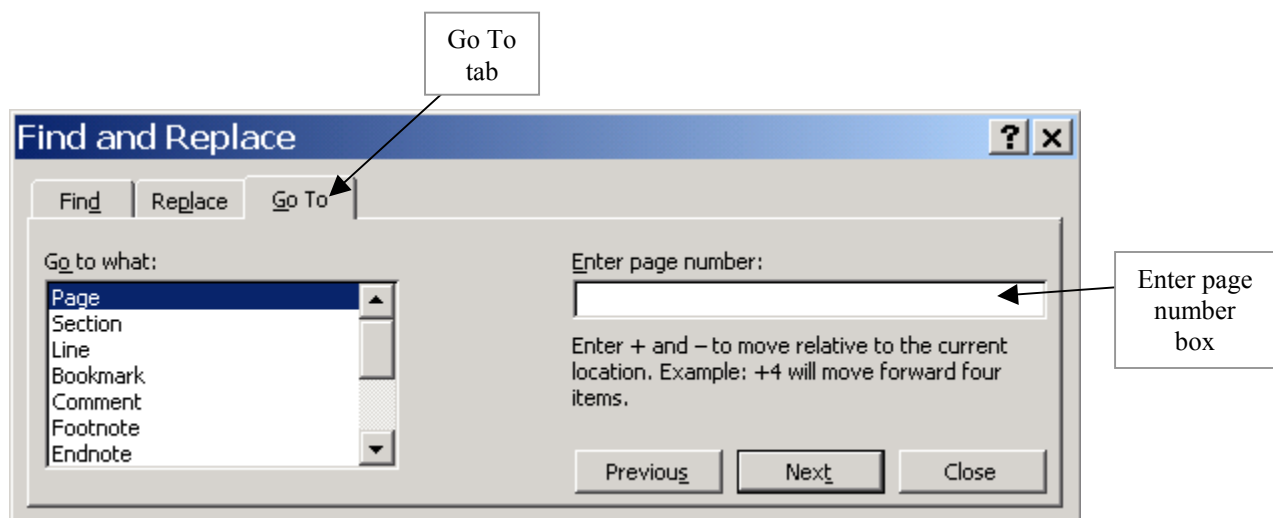 Go To
tab
Find and Replace
Find Replace Go To
Go to what:
Page
Section
Line
Bookmark
Comment
Footnote
Endnote
Enter page number:
Enter + and – to move relative to the current
location. Example: +4 will move forward four
items.
Previous Next Close
Enter page
number
box